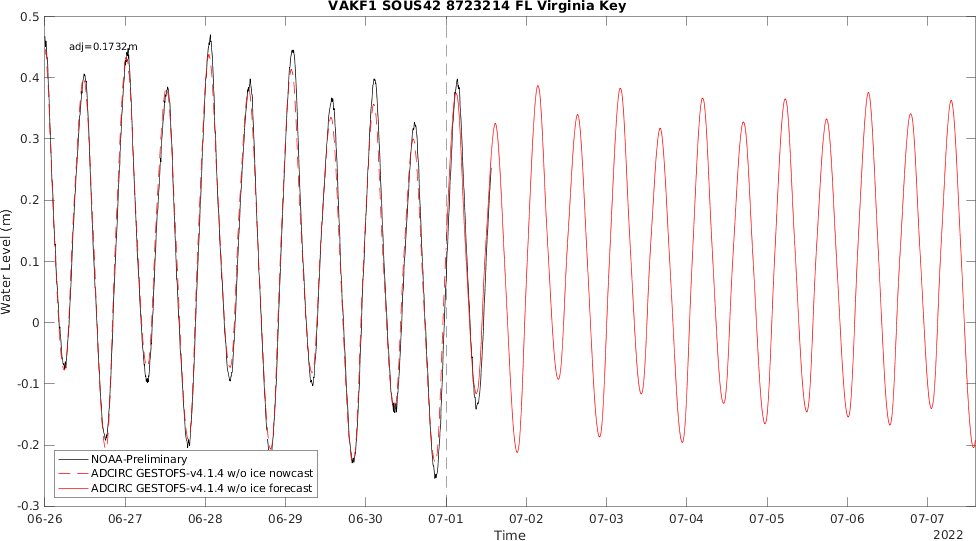 VAKF1 SOUS42 8723214 FL Virginia Key
adj=0.1732m
0.5
0.4
0.3
0.2
0.1
0
-0.1
-0.2
-0.3
Water Level (m)
NOAA-Preliminary
ADCIRC GESTOFS-v4.1.4 w/o ice nowcast
ADCIRC GESTOFS-v4.1.4 w/o ice forecast
06-26 06-27 06-28 06-29 06-30 07-01 07-02 07-03 07-04 07-05 07-06 07-07
Time
2022